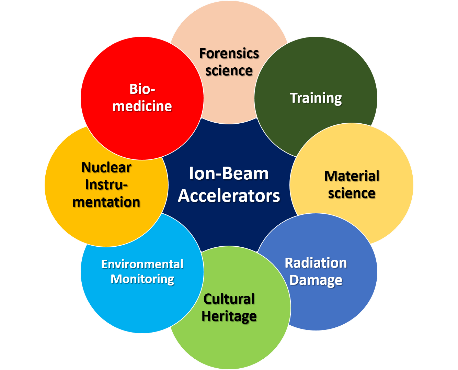 Forensics
science
Training
Material
science
Radiation
Damage
Cultural
Heritage
Environmental
Monitoring
Nuclear
Instru-
mentation
Bio-
medicine
Ion-Beam
Accelerators